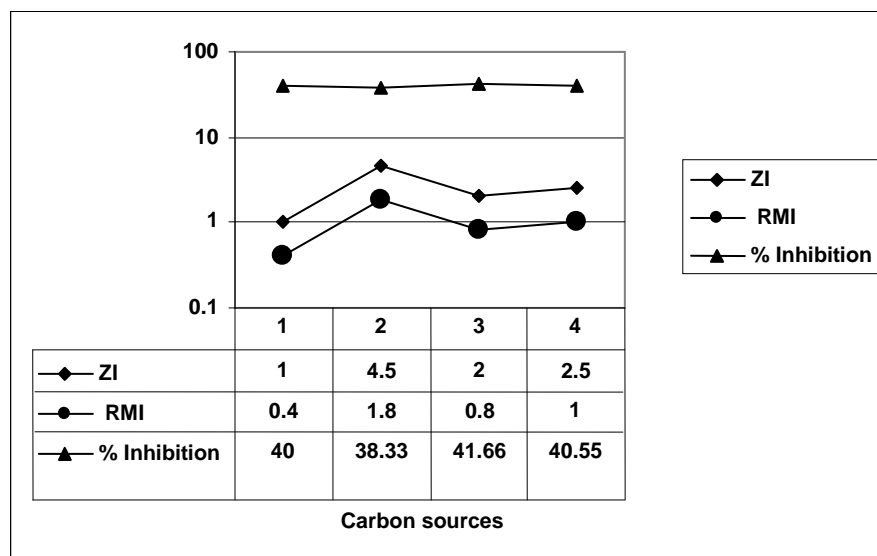 100
10
1
0.1
1 2 3 4
ZI 1 4.5 2 2.5
RMI 0.4 1.8 0.8 1
% Inhibition 40 38.33 41.66 40.55
Carbon sources
ZI
RMI
% Inhibition